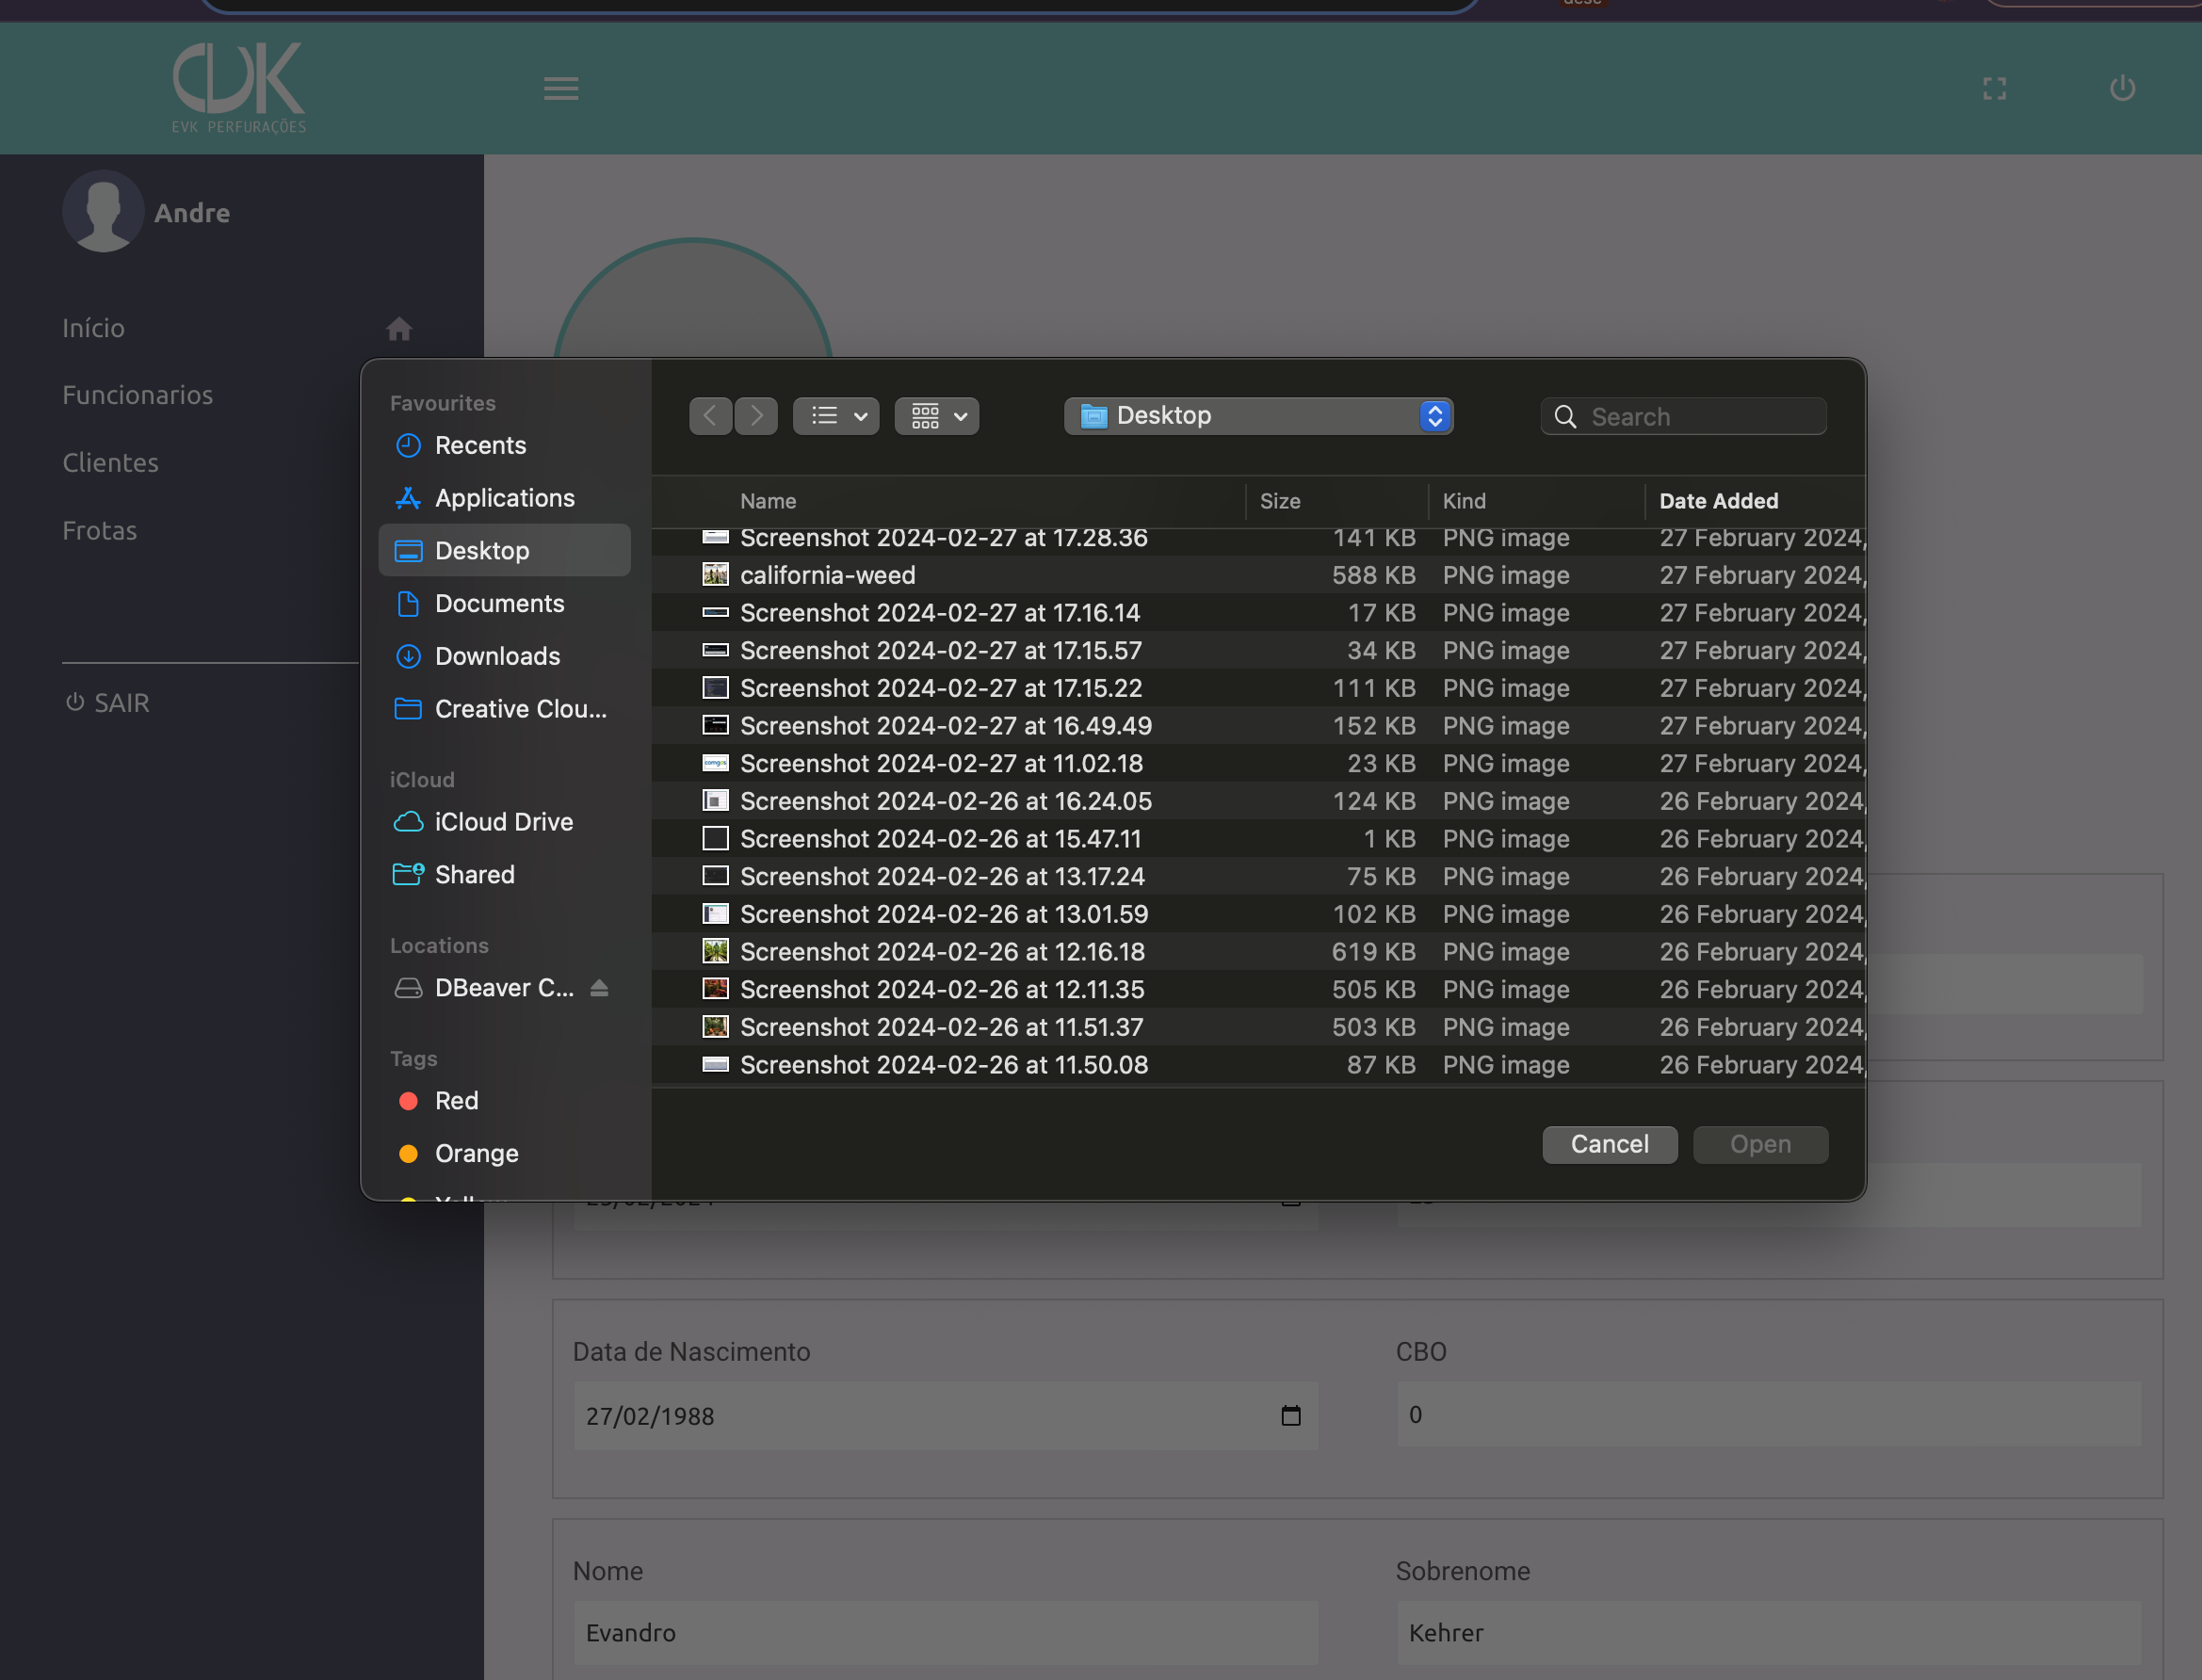 EVK
EVK PERFURAÇÕES
Andre
Início
Funcionarios
Clientes
Frotas
SAIR
Favourites
Recents
Applications
Desktop
Documents
Downloads
Creative Clou...
iCloud
iCloud Drive
Shared
Locations
DBeaver C...
Tags
Red
Orange
Desktop
Search
Name Size Kind Date Added
Screenshot 2024-02-27 at 17.28.36 141 KB PNG image 27 February 2024,
california-weed 588 KB PNG image 27 February 2024,
Screenshot 2024-02-27 at 17.16.14 17 KB PNG image 27 February 2024,
Screenshot 2024-02-27 at 17.15.57 34 KB PNG image 27 February 2024,
Screenshot 2024-02-27 at 17.15.22 111 KB PNG image 27 February 2024,
Screenshot 2024-02-27 at 16.49.49 152 KB PNG image 27 February 2024,
Screenshot 2024-02-27 at 11.02.18 23 KB PNG image 27 February 2024,
Screenshot 2024-02-26 at 16.24.05 124 KB PNG image 26 February 2024,
Screenshot 2024-02-26 at 15.47.11 1 KB PNG image 26 February 2024,
Screenshot 2024-02-26 at 13.17.24 75 KB PNG image 26 February 2024,
Screenshot 2024-02-26 at 13.01.59 102 KB PNG image 26 February 2024,
Screenshot 2024-02-26 at 12.16.18 619 KB PNG image 26 February 2024,
Screenshot 2024-02-26 at 12.11.35 505 KB PNG image 26 February 2024,
Screenshot 2024-02-26 at 11.51.37 503 KB PNG image 26 February 2024,
Screenshot 2024-02-26 at 11.50.08 87 KB PNG image 26 February 2024,
Cancel Open
Data de Nascimento CBO
27/02/1988 0
Nome Sobrenome
Evandro Kehrer